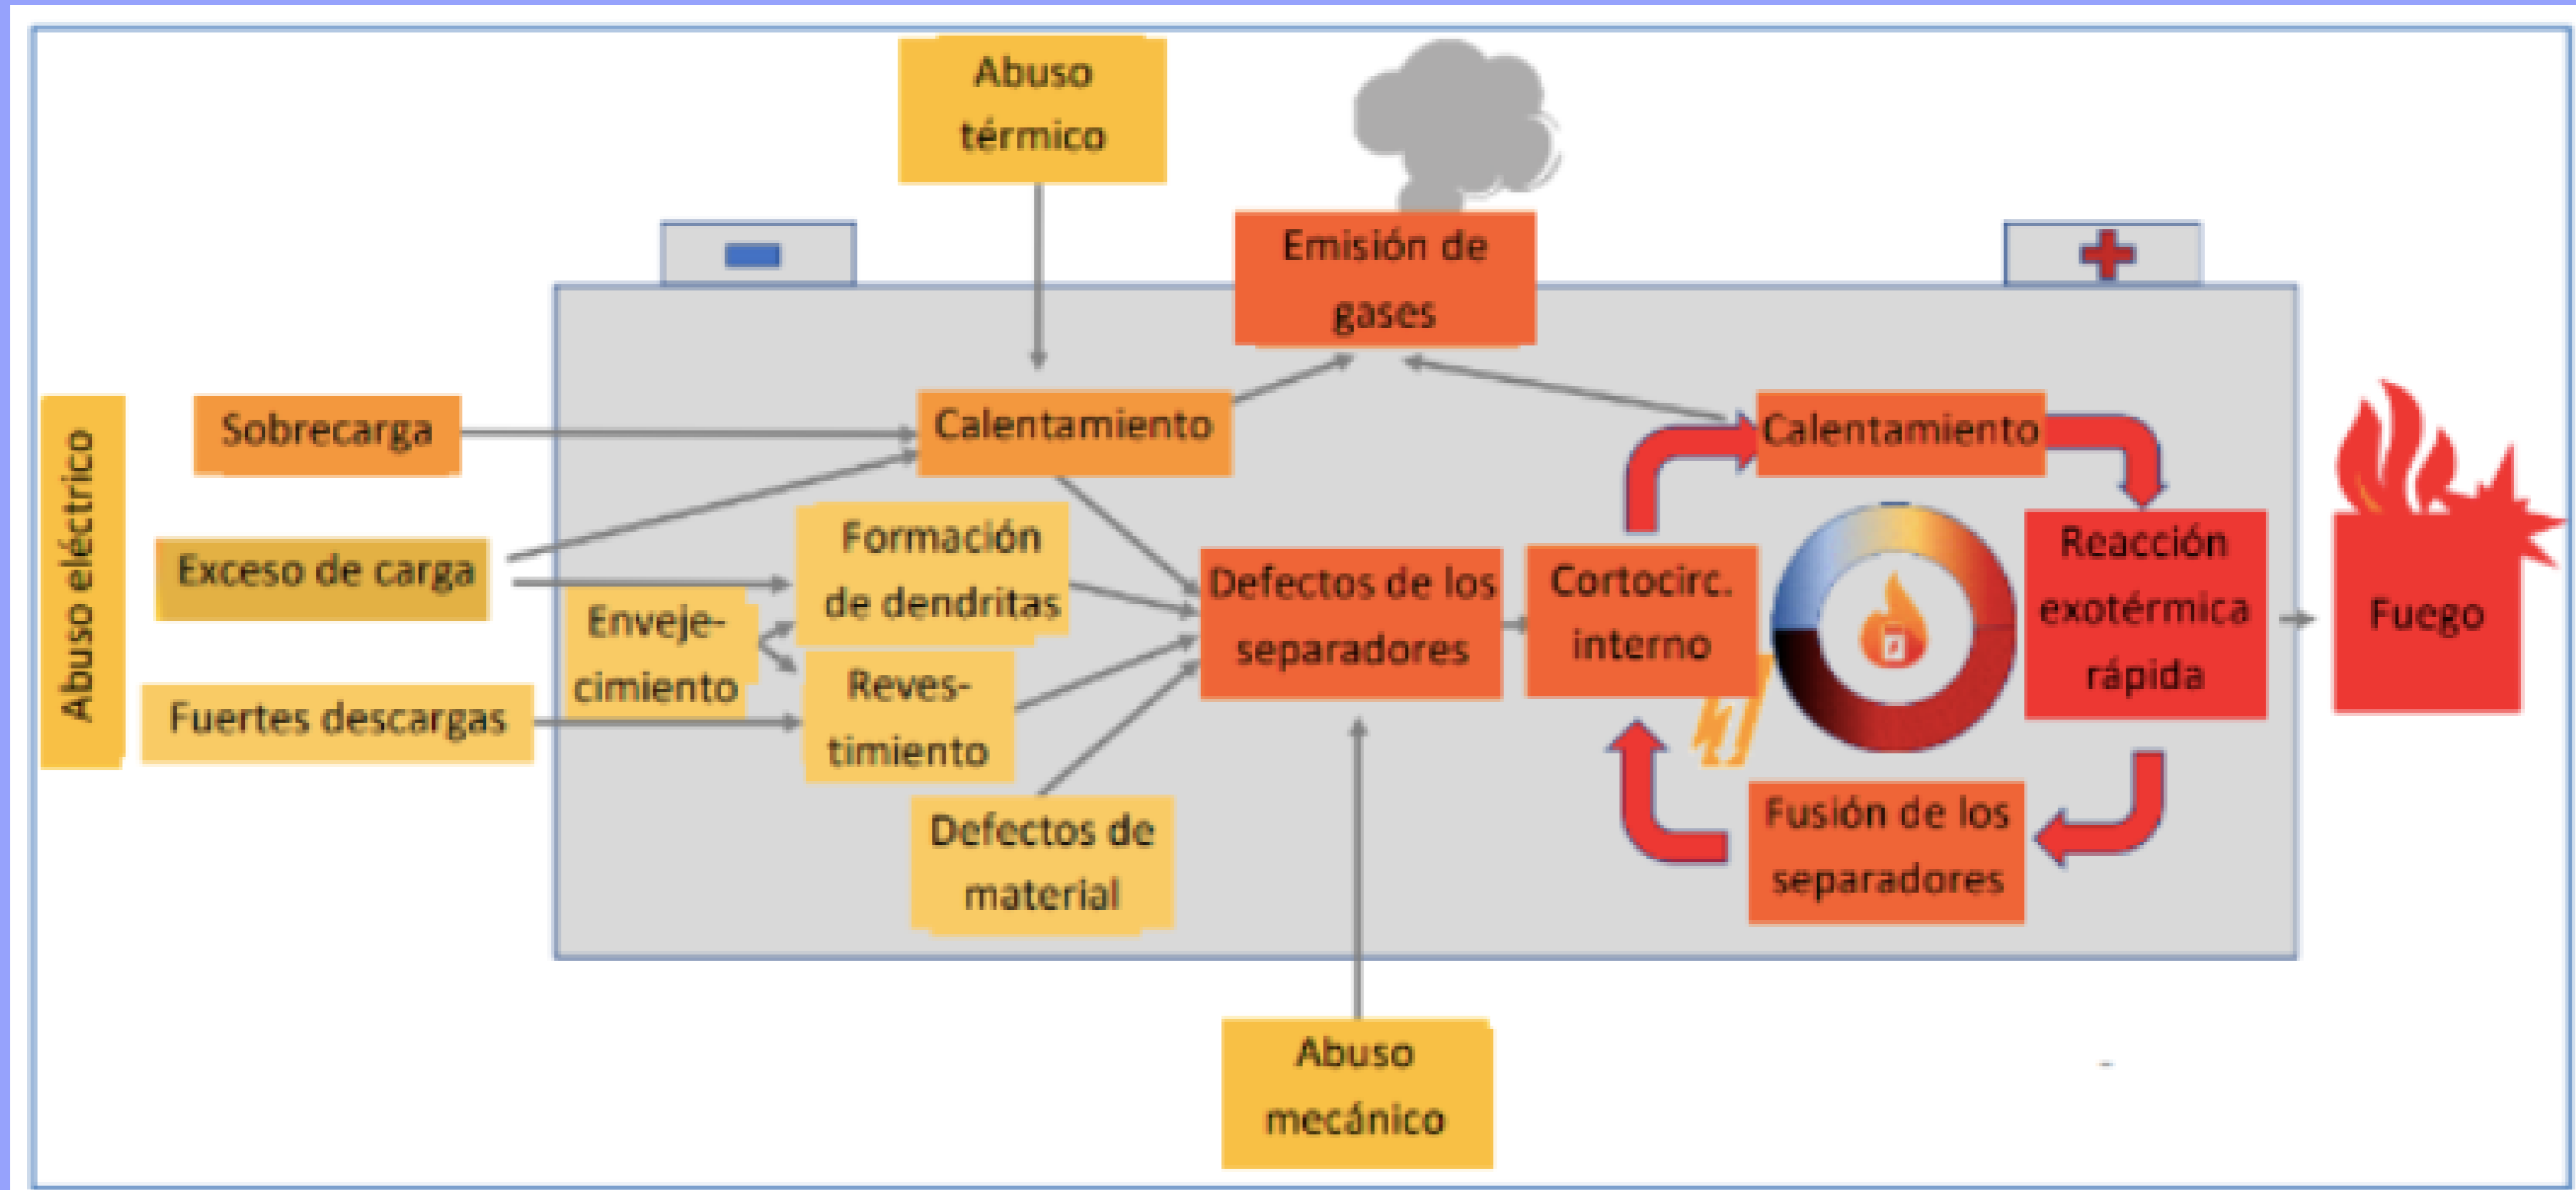 Abuso
térmico
Emisión de
gases
Abuso eléctrico
Sobrecarga
Exceso de carga
Fuertes descargas
Calentamiento
Formación
de dendritas
Enveje-
cimiento
Reves-
timiento
Defectos de
material
Defectos de los
separadores
Cortocirc.
interno
Calentamiento
Reacción
exotérmica
rápida
Fusión de los
separadores
Fuego
Abuso
mecánico